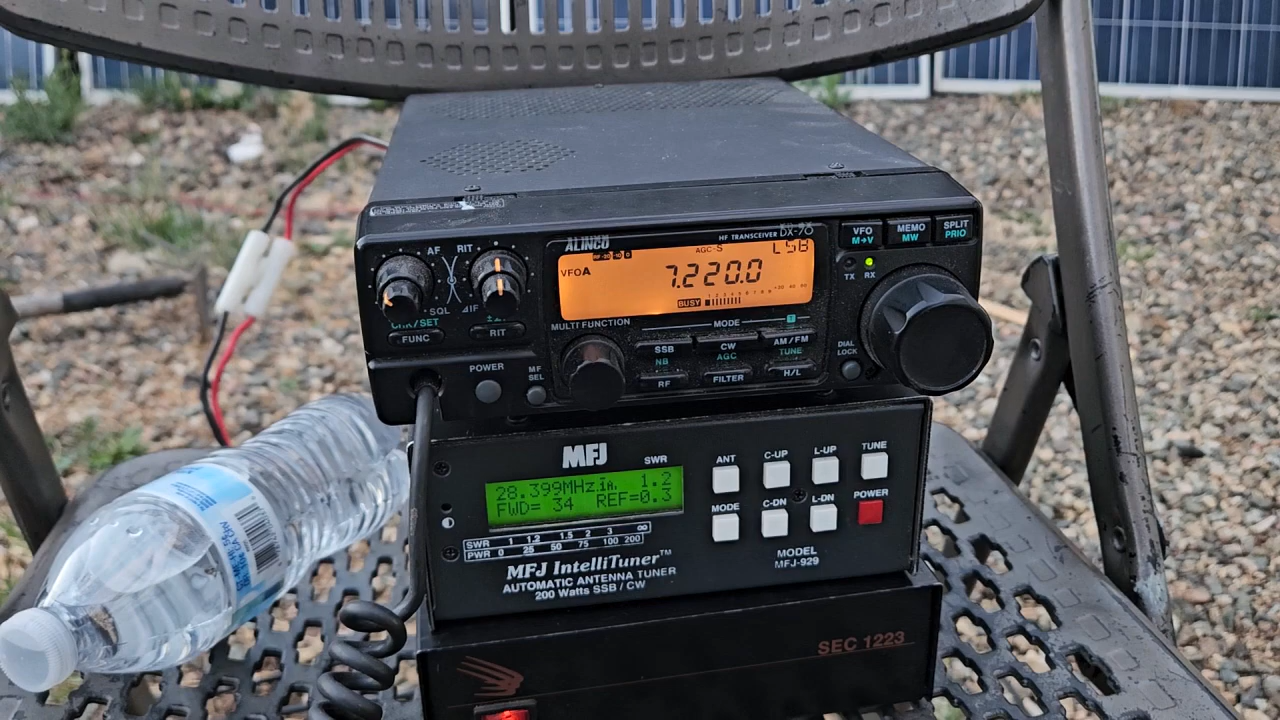 ALINCO
HF TRANSCEIVER DX-70
AF RIT
SQL IF
CHK/SET
FUNC
RIT
POWER
MF SEL
AGC-S LSB
VFOA 7.220.0
BUSY
MULTI FUNCTION
MODE
SSB CW AM/FM
NB AGC TUNE
RF FILTER H/L
VFO MEMO SPLIT
M►V MW PRIO
TX RX
DIAL LOCK
MFJ
SWR
28.399MHz 1.2
FWD= 34 REF=0.3
SWR 1 1.2 1.5 2 3 ∞
PWR 0 25 50 75 100 200
MFJ IntelliTuner™
AUTOMATIC ANTENNA TUNER
200 Watts SSB / CW
ANT C-UP L-UP TUNE
MODE C-DN L-DN POWER
MODEL
MFJ-929
SEC 1223